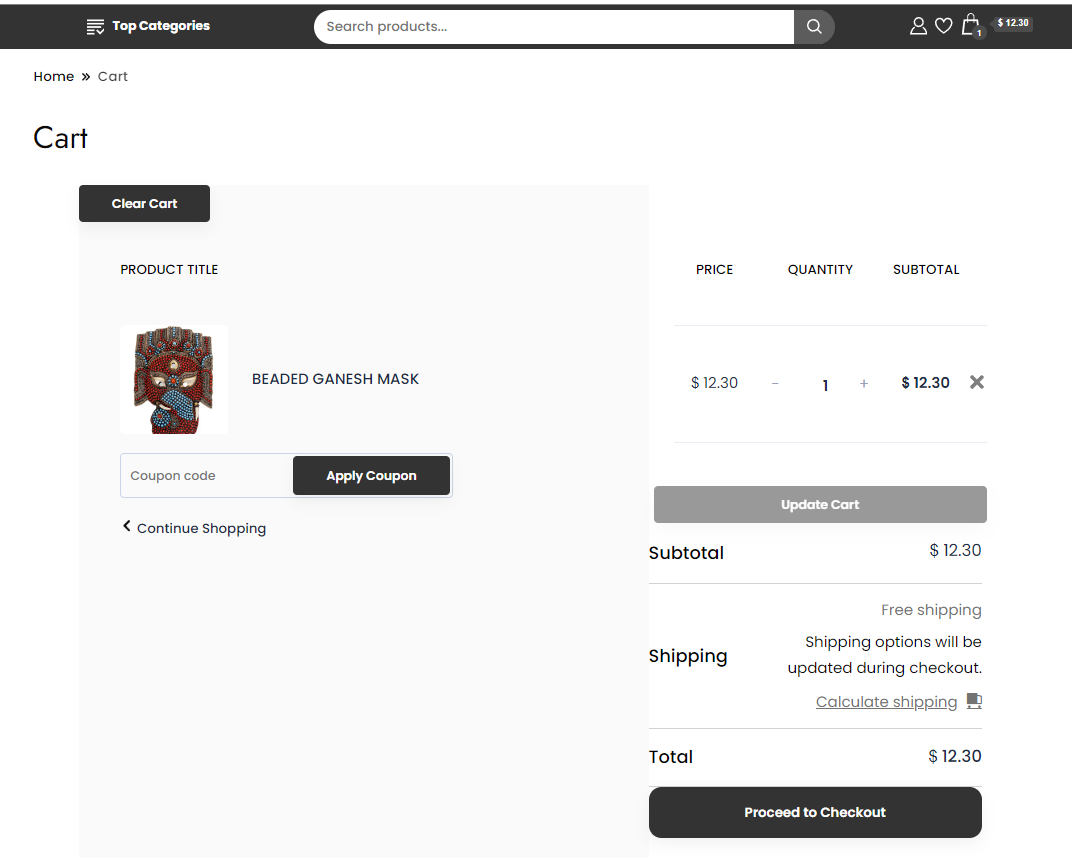 Top Categories
Search products...
1
$ 12.30
Home » Cart
Cart
Clear Cart
PRODUCT TITLE
PRICE
QUANTITY
SUBTOTAL
BEADED GANESH MASK
$ 12.30
- 1 +
$ 12.30
Coupon code
Apply Coupon
Continue Shopping
Update Cart
Subtotal
$ 12.30
Shipping
Free shipping
Shipping options will be
updated during checkout.
Calculate shipping
Total
$ 12.30
Proceed to Checkout